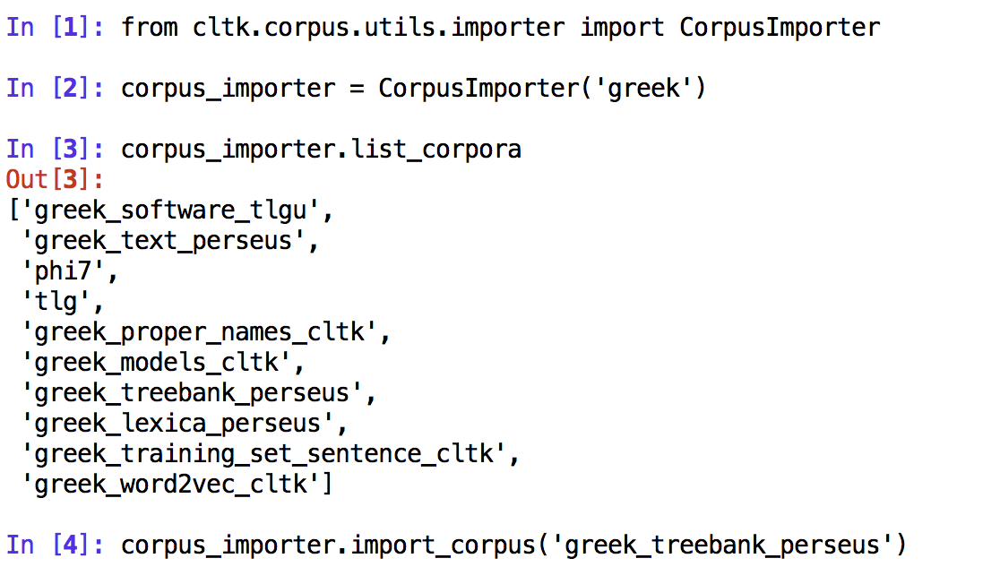 In [1]: from cltk.corpus.utils.importer import CorpusImporter
In [2]: corpus_importer = CorpusImporter('greek')
In [3]: corpus_importer.list_corpora
Out[3]:
['greek_software_tlgu',
 'greek_text_perseus',
 'phi7',
 'tlg',
 'greek_proper_names_cltk',
 'greek_models_cltk',
 'greek_treebank_perseus',
 'greek_lexica_perseus',
 'greek_training_set_sentence_cltk',
 'greek_word2vec_cltk']
In [4]: corpus_importer.import_corpus('greek_treebank_perseus')